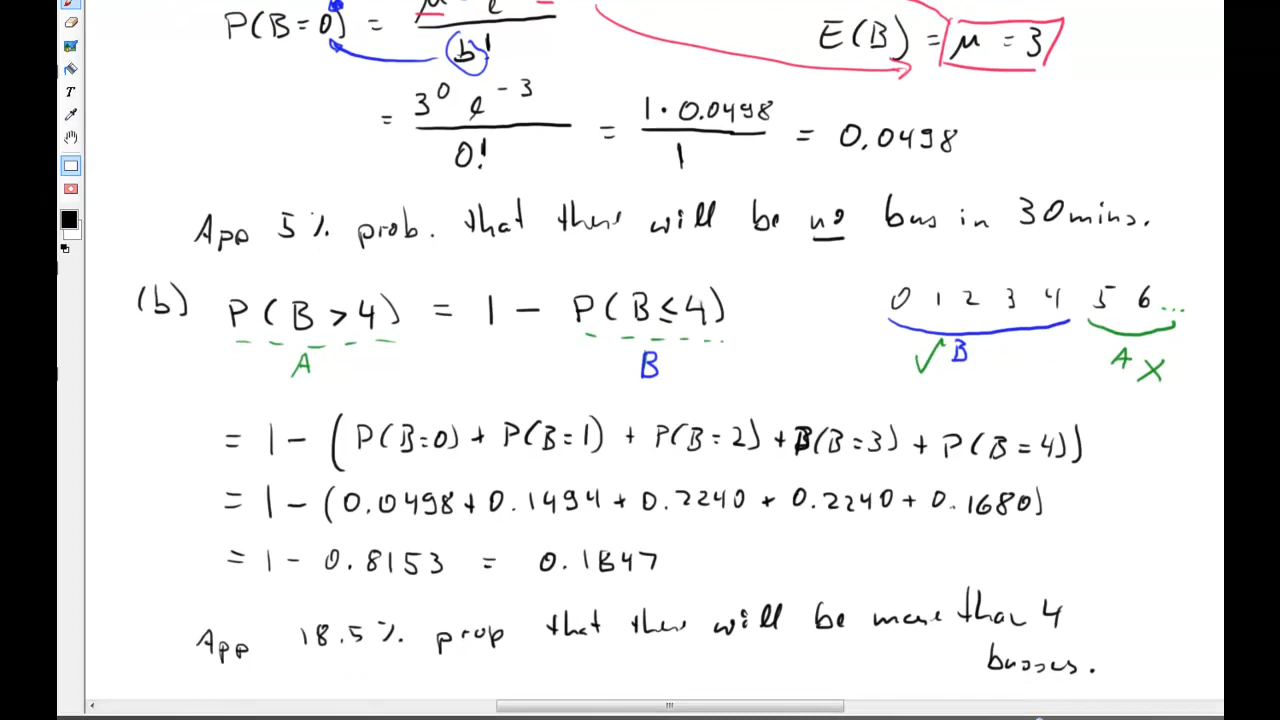 P(B=0) = μ e / b!
E(B) = μ = 3
= 3⁰ e⁻³ / 0! = 1 · 0.0498 / 1 = 0.0498
App 5% prob. that there will be no bus in 30 mins.
(b) P(B > 4) = 1 - P(B ≤ 4)
0 1 2 3 4 5 6 ...
A B
✓ B A X
= 1 - (P(B=0) + P(B=1) + P(B=2) + P(B=3) + P(B=4))
= 1 - (0.0498 + 0.1494 + 0.2240 + 0.2240 + 0.1680)
= 1 - 0.8153 = 0.1847
App 18.5% prop that there will be more than 4
busses.